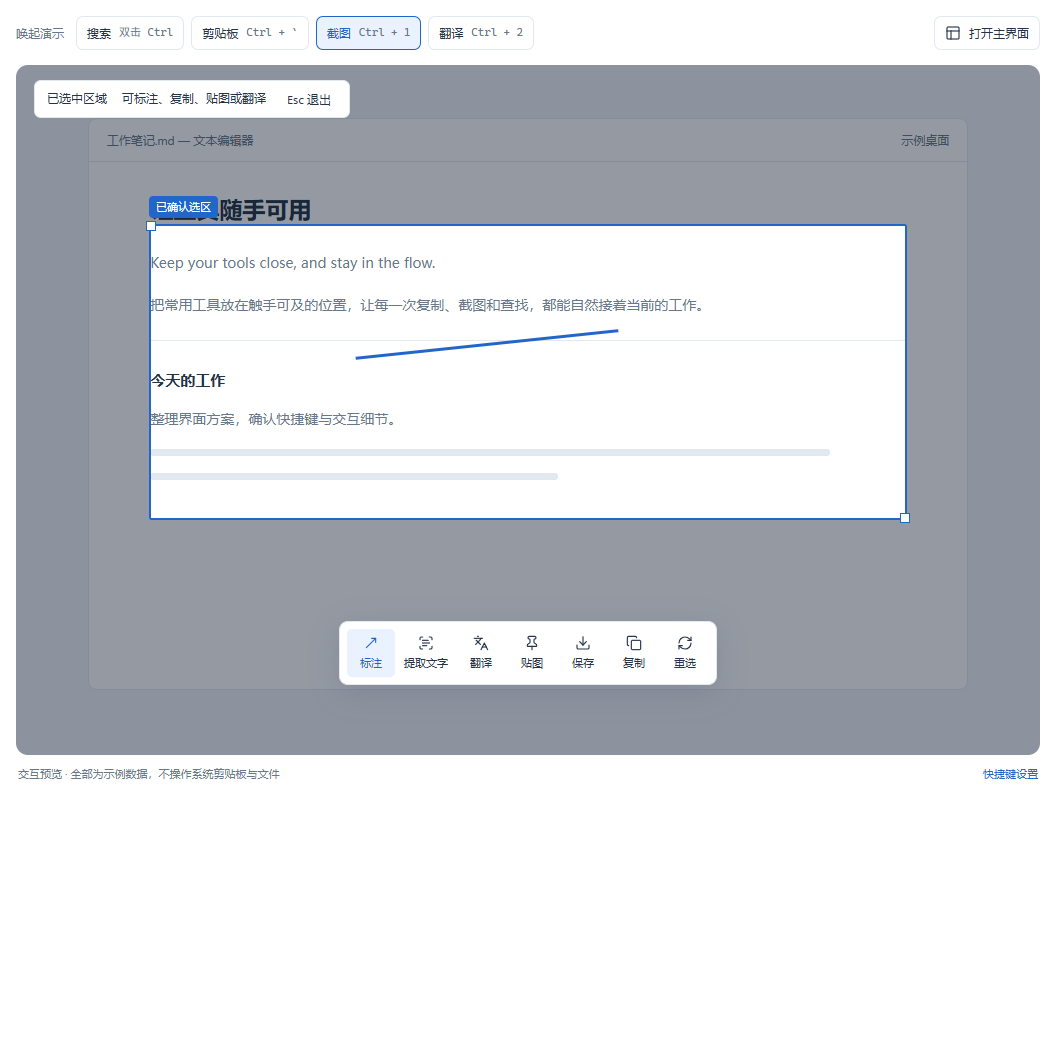 唤起演示
搜索 双击 Ctrl
剪贴板 Ctrl + `
截图 Ctrl + 1
翻译 Ctrl + 2
打开主界面
已选中区域 可标注、复制、贴图或翻译 Esc 退出
工作笔记.md — 文本编辑器
示例桌面
已确认选区
随手可用
Keep your tools close, and stay in the flow.
把常用工具放在触手可及的位置，让每一次复制、截图和查找，都能自然接着当前的工作。
今天的工作
整理界面方案，确认快捷键与交互细节。
标注
提取文字
翻译
贴图
保存
复制
重选
交互预览 · 全部为示例数据，不操作系统剪贴板与文件
快捷键设置